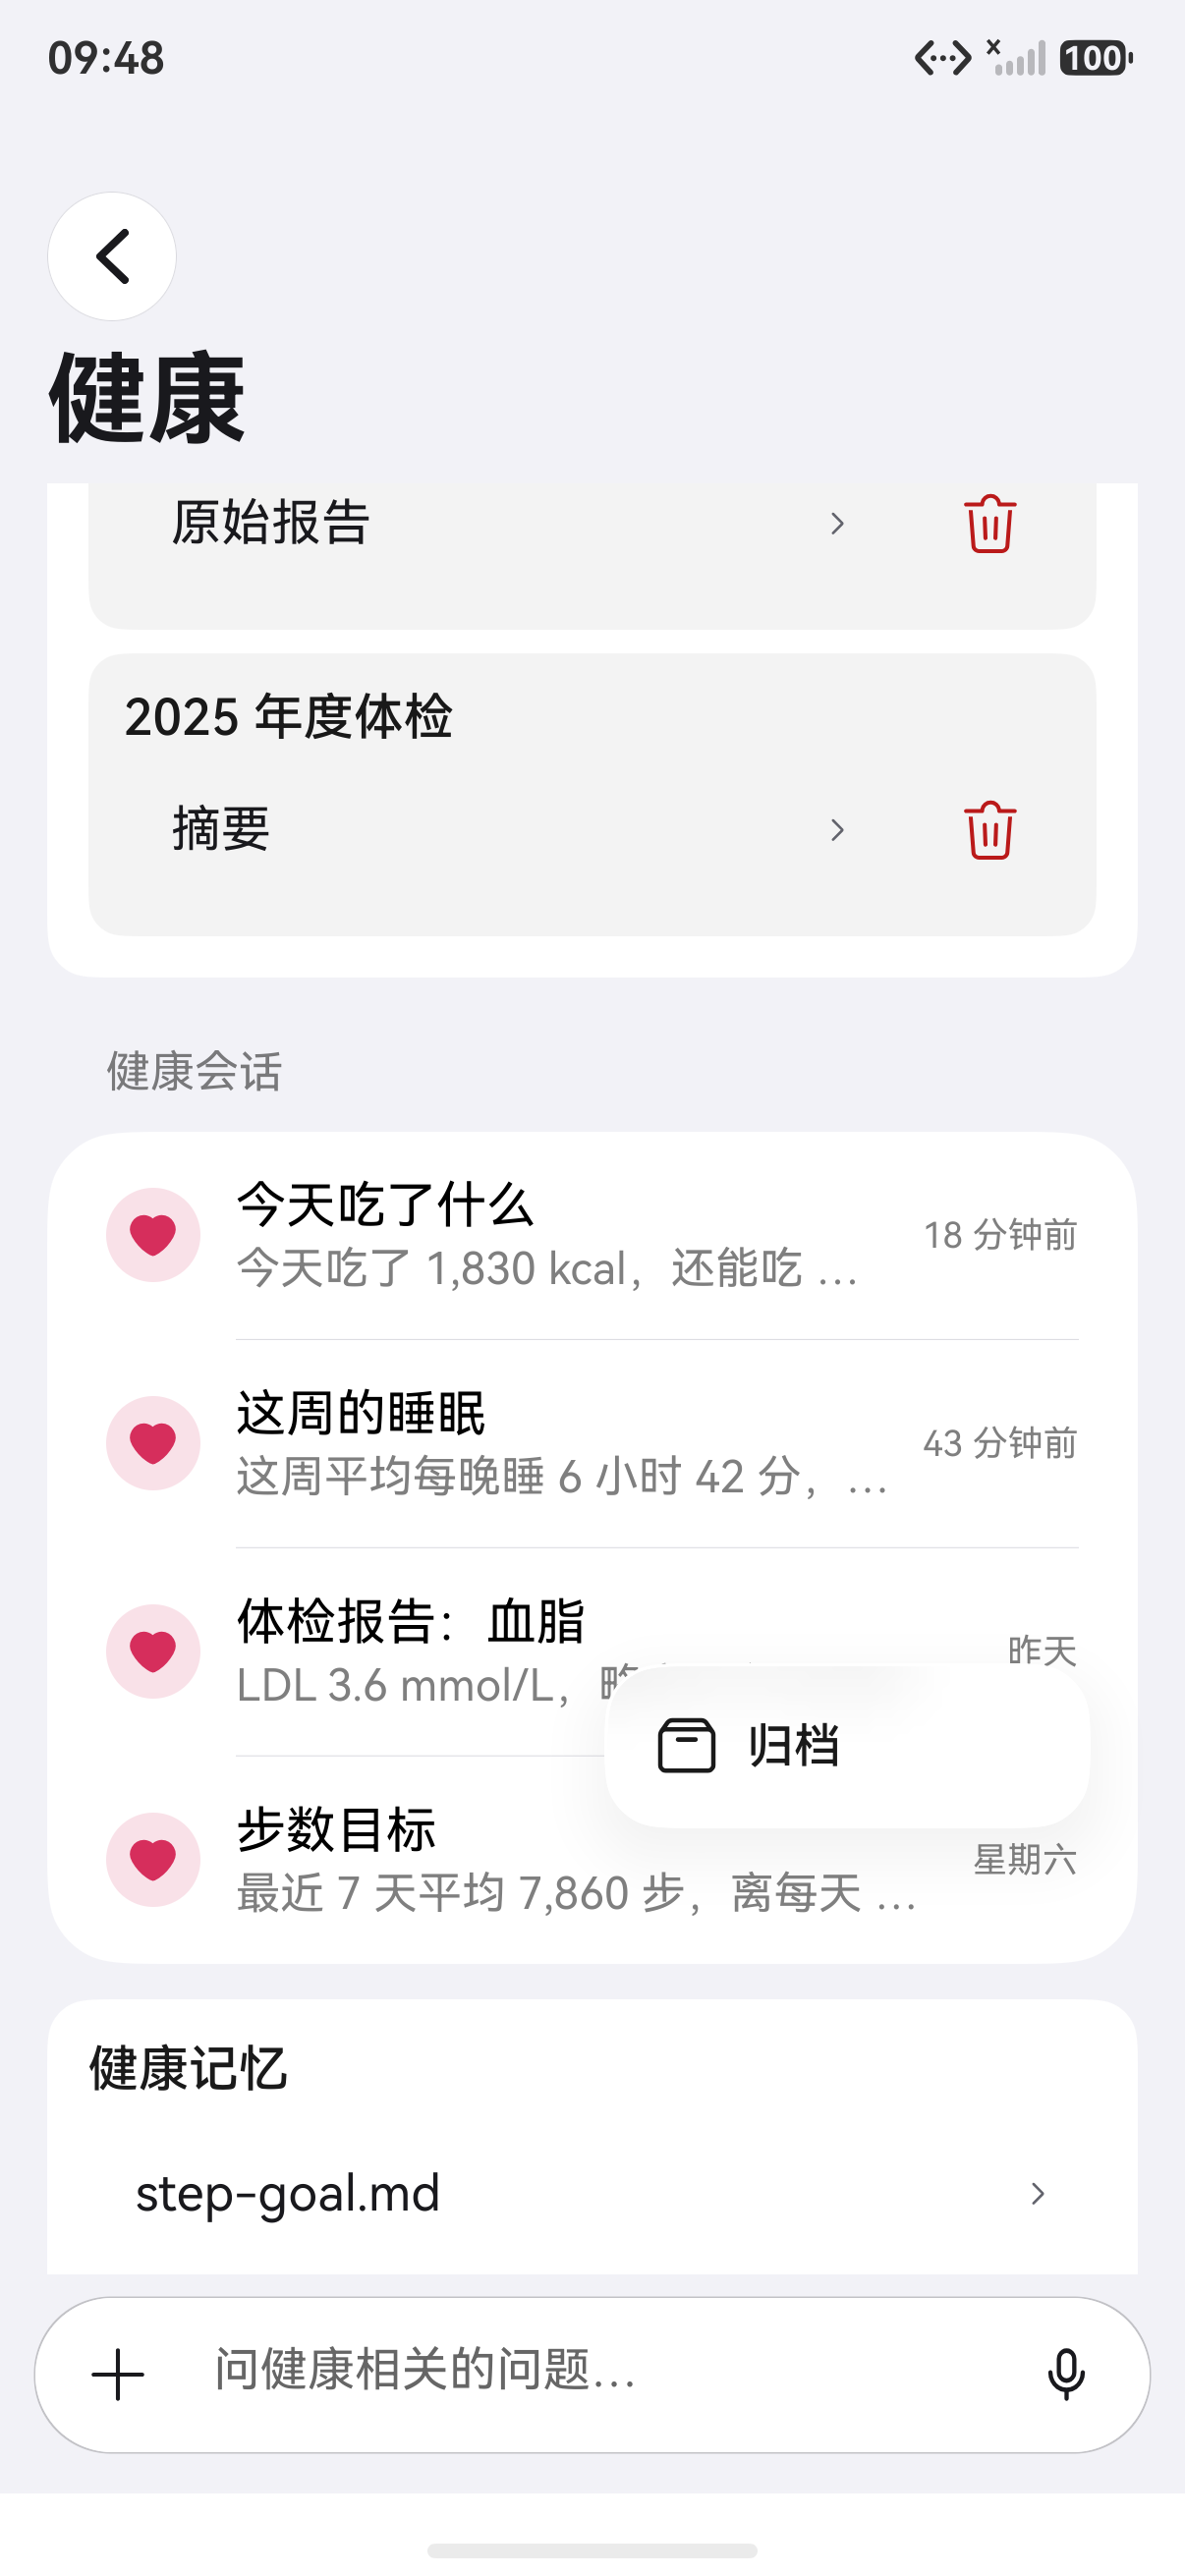 09:48
100
健康
原始报告
2025 年度体检
摘要
健康会话
今天吃了什么
18 分钟前
今天吃了 1,830 kcal，还能吃 …
这周的睡眠
43 分钟前
这周平均每晚睡 6 小时 42 分，…
体检报告：血脂
昨天
LDL 3.6 mmol/L，
归档
步数目标
星期六
最近 7 天平均 7,860 步，离每天 …
健康记忆
step-goal.md
问健康相关的问题…